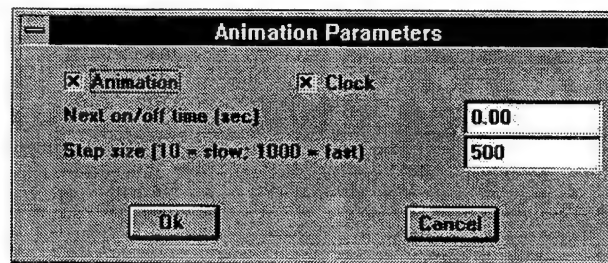 Animation Parameters
Animation Clock
Next on/off time (sec) 0.00
Step size (10 = slow; 1000 = fast) 500
Ok Cancel